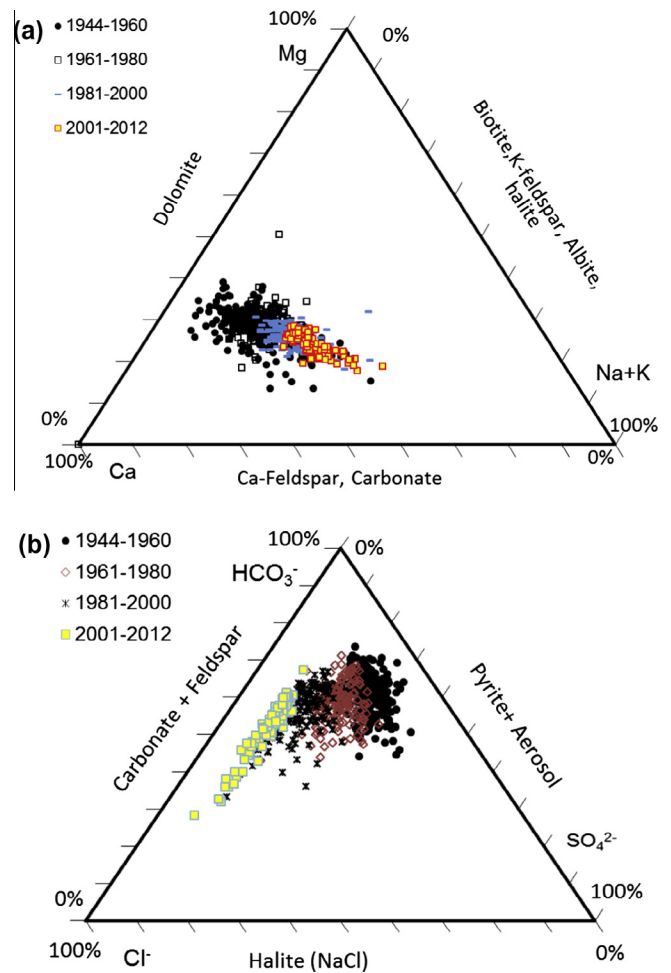 (a)
1944-1960
1961-1980
1981-2000
2001-2012
100%
0%
Mg
Dolomite
Biotite,K-feldspar, Albite,
halite
Na+K
0%
100%
100%
0%
Ca
Ca-Feldspar, Carbonate
(b)
1944-1960
1961-1980
1981-2000
2001-2012
100%
0%
HCO₃⁻
Carbonate + Feldspar
Pyrite+ Aerosol
SO₄²⁻
0%
100%
100%
0%
Cl⁻
Halite (NaCl)